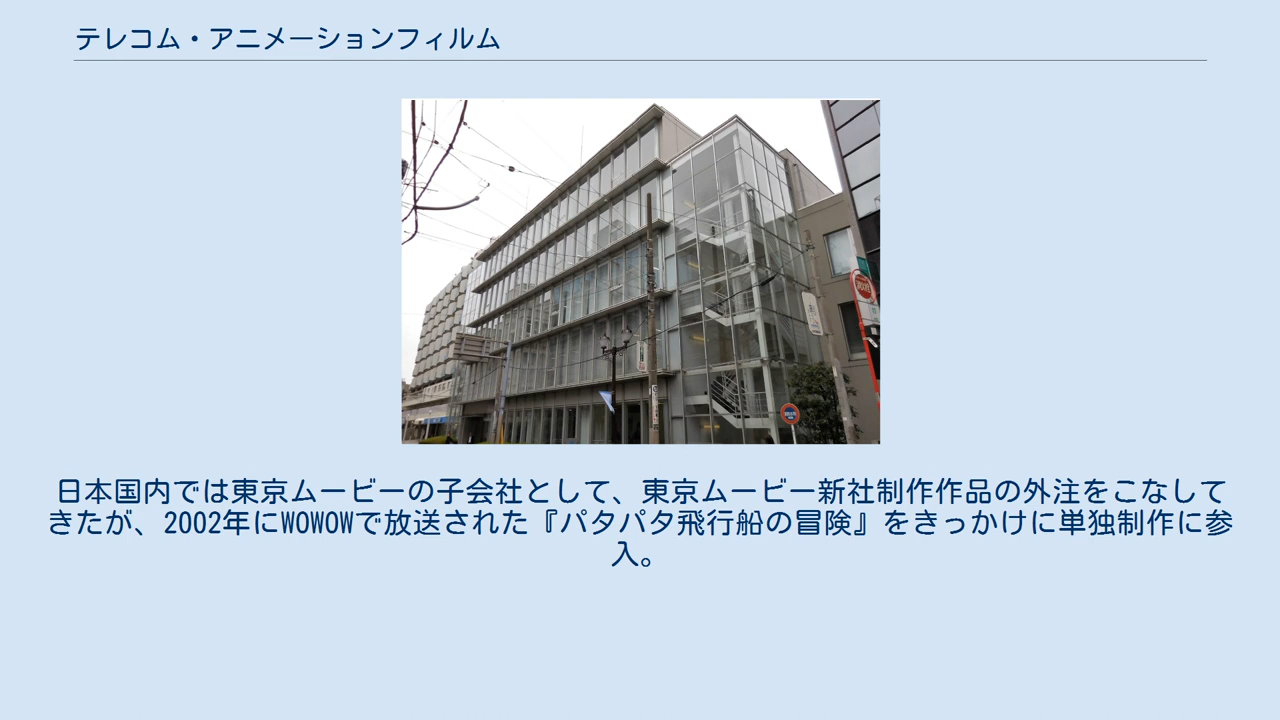 テレコム・アニメーションフィルム
日本国内では東京ムービーの子会社として、東京ムービー新社制作作品の外注をこなして
きたが、2002年にWOWOWで放送された『パタパタ飛行船の冒険』をきっかけに単独制作に参
入。